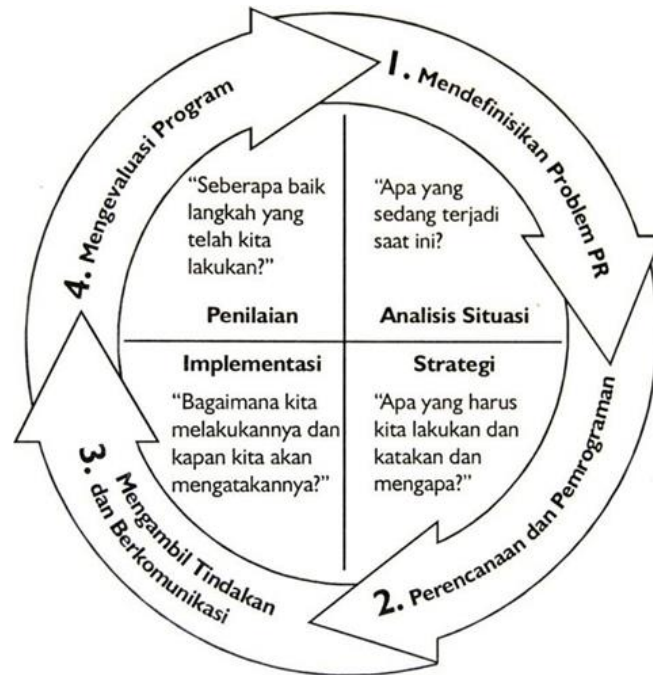 1. Mendefinisikan Problem PR
"Apa yang
sedang terjadi
saat ini?
Analisis Situasi
2. Perencanaan dan Pemrograman
Strategi
"Apa yang harus
kita lakukan dan
katakan dan
mengapa?"
3. Mengambil Tindakan
dan Berkomunikasi
Implementasi
"Bagaimana kita
melakukannya dan
kapan kita akan
mengatakannya?"
4. Mengevaluasi Program
"Seberapa baik
langkah yang
telah kita
lakukan?"
Penilaian